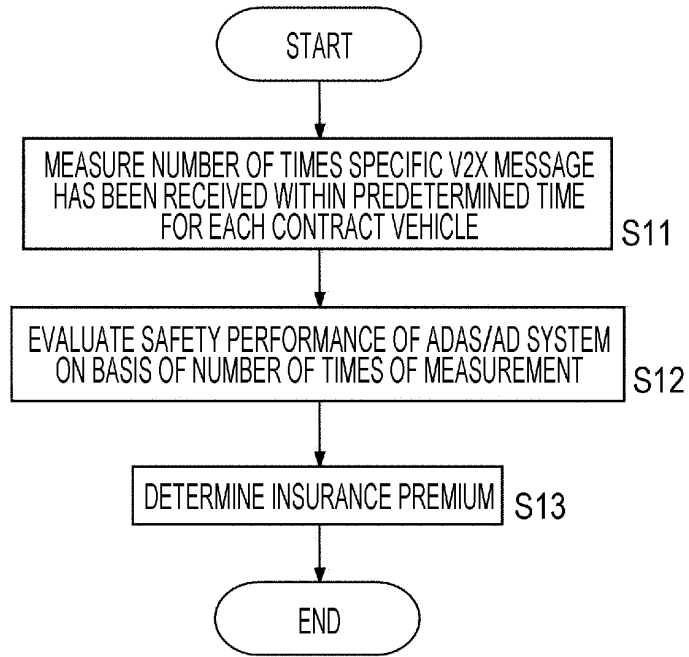 START
MEASURE NUMBER OF TIMES SPECIFIC V2X MESSAGE
HAS BEEN RECEIVED WITHIN PREDETERMINED TIME
FOR EACH CONTRACT VEHICLE
S11
EVALUATE SAFETY PERFORMANCE OF ADAS/AD SYSTEM
ON BASIS OF NUMBER OF TIMES OF MEASUREMENT
S12
DETERMINE INSURANCE PREMIUM
S13
END